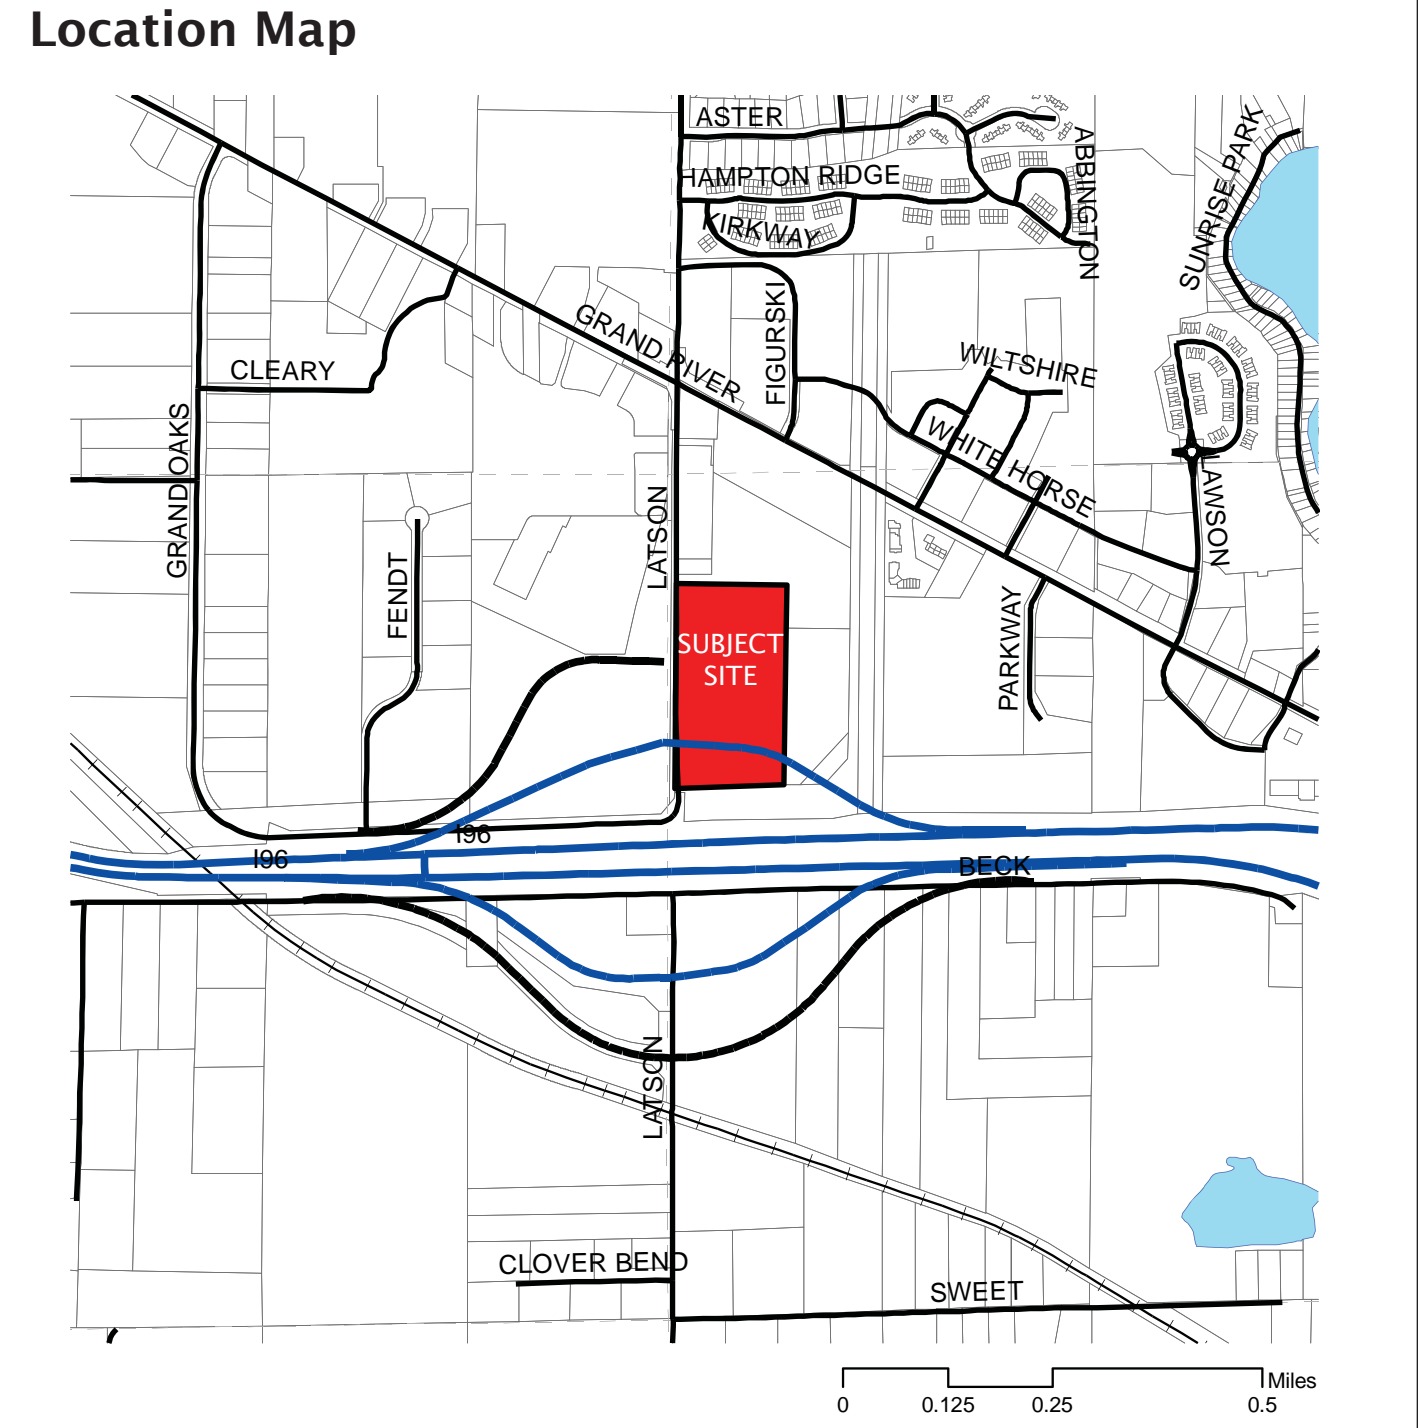 Location Map
ASTER
HAMPTON RIDGE
KIRKWAY
ABBINGTON
SUNRISE PARK
GRAND RIVER
FIGURSKI
WILTSHIRE
CLEARY
WHITE HORSE
GRAND OAKS
LATSON
LAWSON
FENDT
PARKWAY
SUBJECT
SITE
I96
I96
BECK
LATSON
CLOVER BEND
SWEET
Miles
0
0.125
0.25
0.5